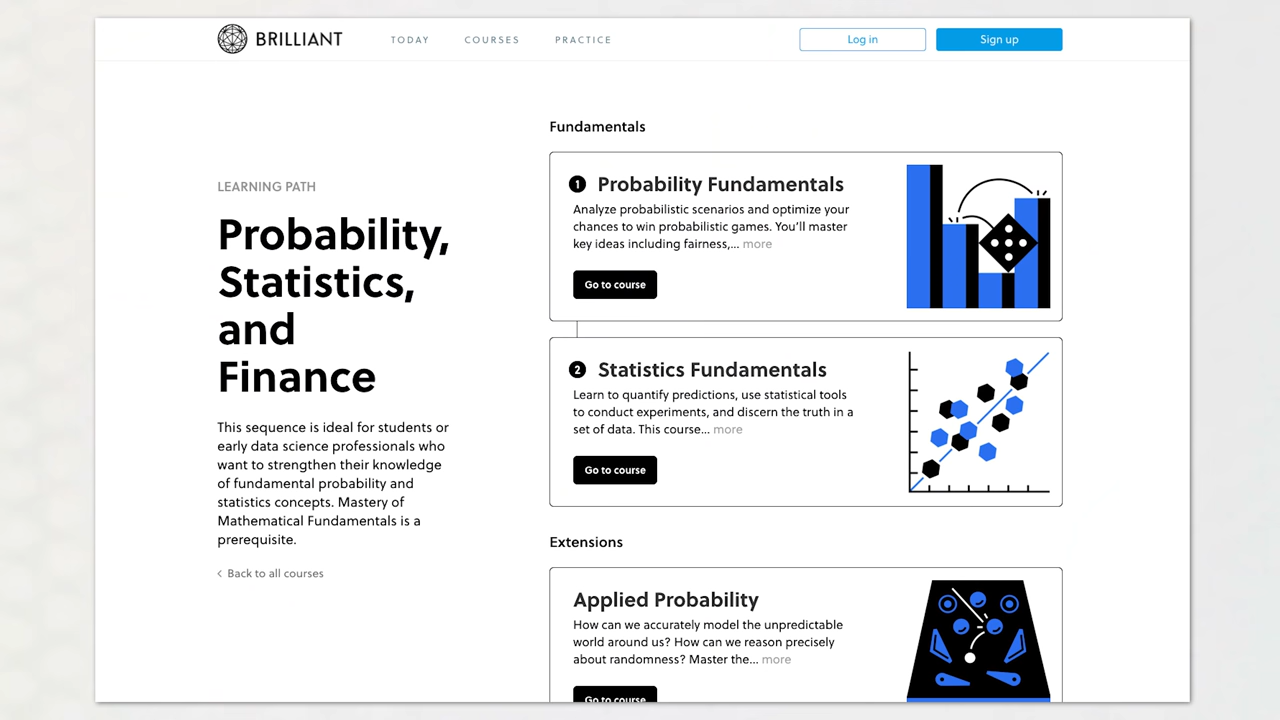 BRILLIANT
TODAY
COURSES
PRACTICE
Log in
Sign up
LEARNING PATH
Probability,
Statistics,
and
Finance
This sequence is ideal for students or
early data science professionals who
want to strengthen their knowledge
of fundamental probability and
statistics concepts. Mastery of
Mathematical Fundamentals is a
prerequisite.
< Back to all courses
Fundamentals
1 Probability Fundamentals
Analyze probabilistic scenarios and optimize your
chances to win probabilistic games. You'll master
key ideas including fairness,... more
Go to course
2 Statistics Fundamentals
Learn to quantify predictions, use statistical tools
to conduct experiments, and discern the truth in a
set of data. This course... more
Go to course
Extensions
Applied Probability
How can we accurately model the unpredictable
world around us? How can we reason precisely
about randomness? Master the... more
Go to course